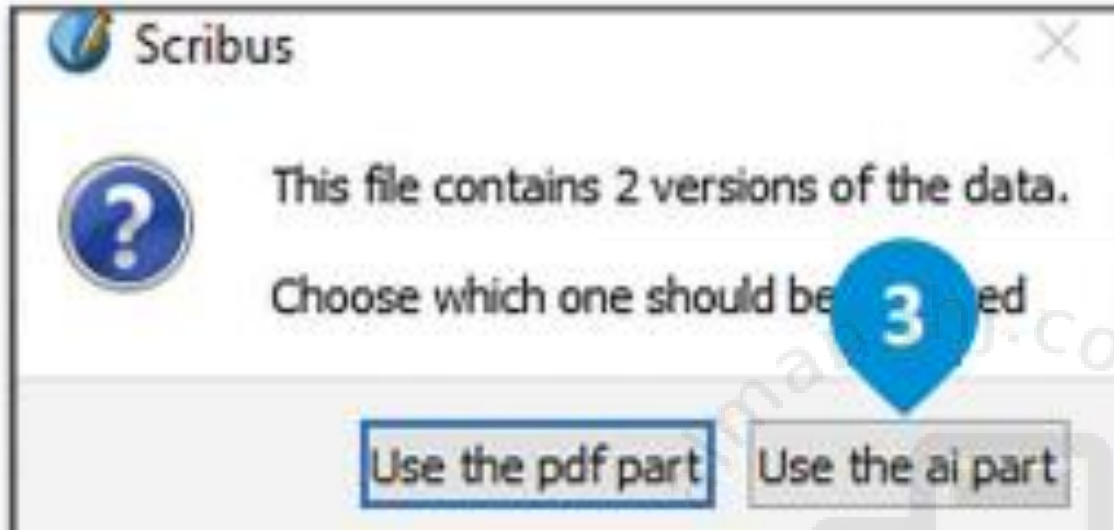 Scribus
This file contains 2 versions of the data.
Choose which one should be ed
3
Use the pdf part Use the ai part